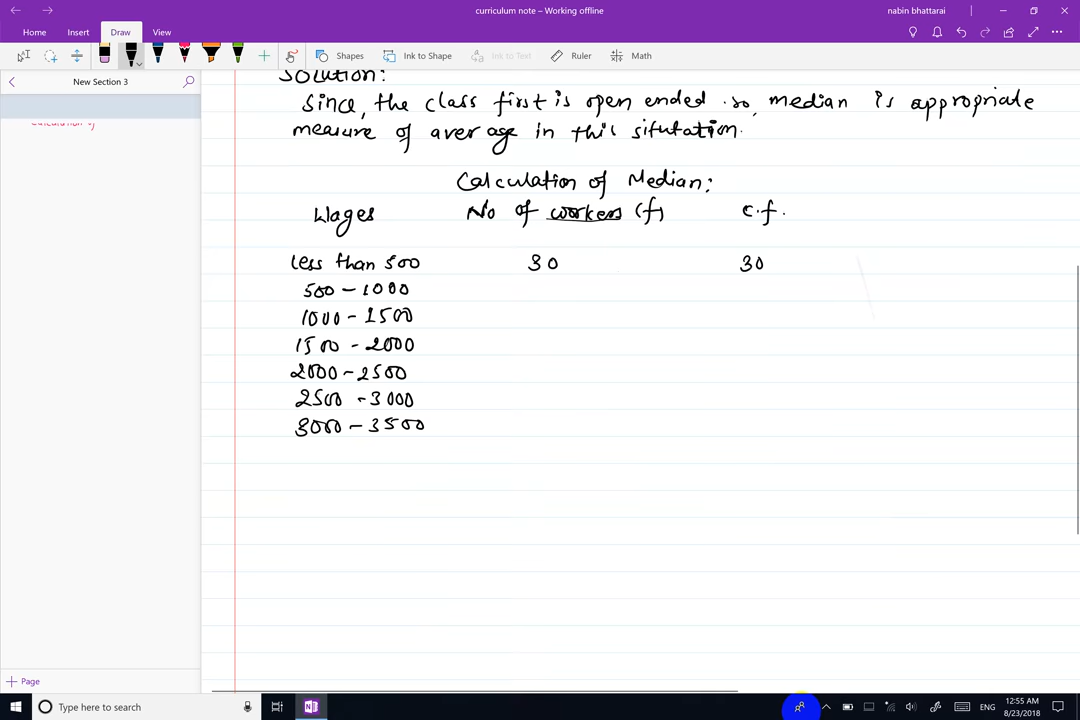 curriculum note – Working offline
nabin bhattarai
Home Insert Draw View
Shapes Ink to Shape Ink to Text Ruler Math
New Section 3
Solution:
Since, the class first is open ended so, median is appropriate
measure of average in this situtation.
Calculation of Median:
Wages No of workers (f) c.f.
less than 500 30 30
500 – 1000
1000 – 1500
1500 – 2000
2000 – 2500
2500 – 3000
3000 – 3500
Page
Type here to search
ENG
12:55 AM
8/23/2018